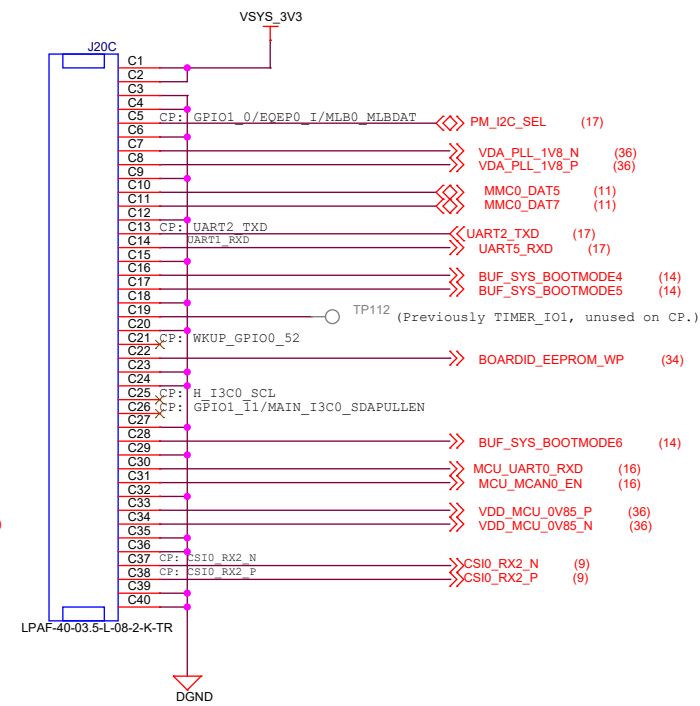 VSYS_3V3
J20C
C1
C2
C3
C4
C5 CP: GPIO1_0/EQEP0_I/MLB0_MLBDAT PM_I2C_SEL (17)
C6
C7 VDA_PLL_1V8_N (36)
C8 VDA_PLL_1V8_P (36)
C9
C10 MMC0_DAT5 (11)
C11 MMC0_DAT7 (11)
C12
C13 CP: UART2_TXD UART2_TXD (17)
C14 UART1_RXD UART5_RXD (17)
C15
C16 BUF_SYS_BOOTMODE4 (14)
C17 BUF_SYS_BOOTMODE5 (14)
C18
C19 TP112 (Previously TIMER_IO1, unused on CP.)
C20
C21 CP: WKUP_GPIO0_52
C22 BOARDID_EEPROM_WP (34)
C23
C24
C25 CP: H_I3C0_SCL
C26 CP: GPIO1_11/MAIN_I3C0_SDAPULLEN
C27
C28 BUF_SYS_BOOTMODE6 (14)
C29
C30 MCU_UART0_RXD (16)
C31 MCU_MCAN0_EN (16)
C32
C33 VDD_MCU_0V85_P (36)
C34 VDD_MCU_0V85_N (36)
C35
C36
C37 CP: CSI0_RX2_N CSI0_RX2_N (9)
C38 CP: CSI0_RX2_P CSI0_RX2_P (9)
C39
C40
LPAF-40-03.5-L-08-2-K-TR
DGND